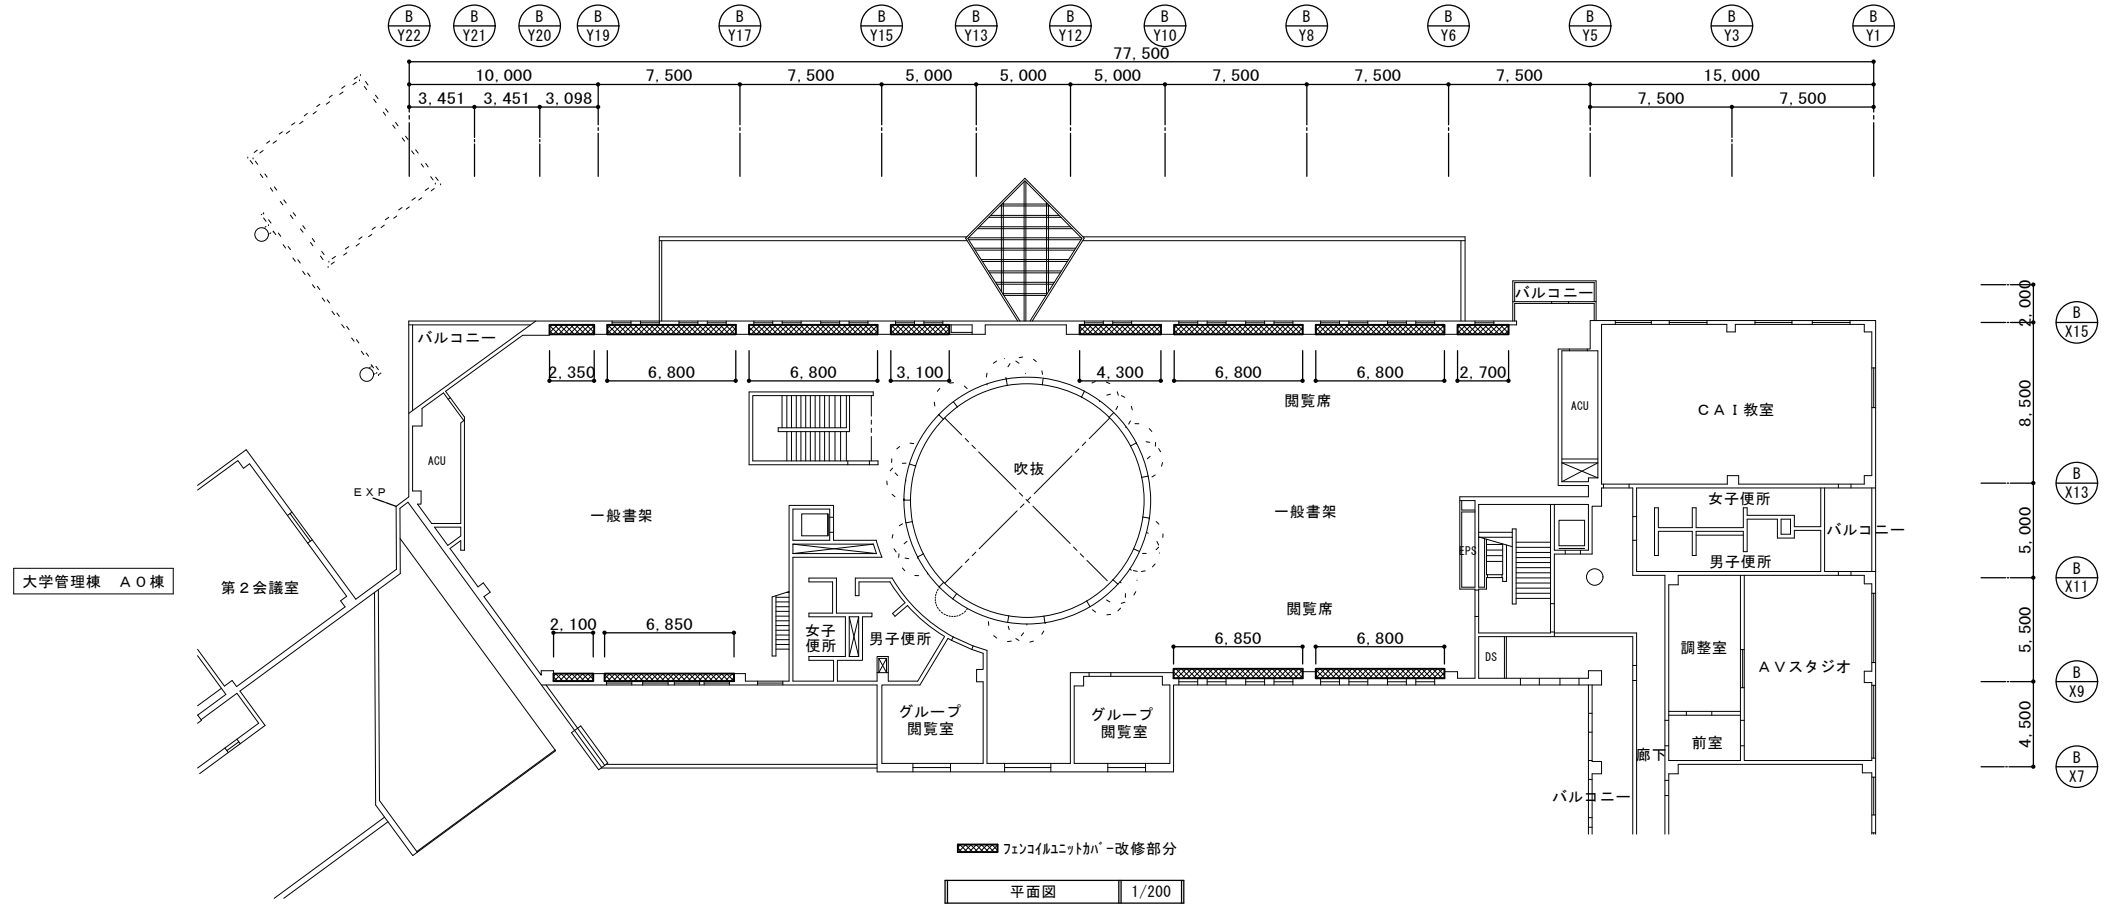 B B B B B B B B B B B B B B
Y22 Y21 Y20 Y19 Y17 Y15 Y13 Y12 Y10 Y8 Y6 Y5 Y3 Y1
77,500
10,000 7,500 7,500 5,000 5,000 5,000 7,500 7,500 7,500 15,000
3,451 3,451 3,098 7,500 7,500
バルコニー
2,000
B
X15
バルコニー
2,350 6,800 6,800 3,100 4,300 6,800 6,800 2,700
閲覧席
ACU
CAI教室
8,500
ACU
吹抜
EXP
B
X13
女子便所
一般書架
一般書架
バルコニー
EPS
5,000
男子便所
大学管理棟 A0棟
第2会議室
B
X11
閲覧席
2,100 6,850
女子
便所
男子便所
6,850 6,800
DS
調整室
AVスタジオ
5,500
B
X9
グループ
閲覧室
グループ
閲覧室
前室
廊下
4,500
B
X7
バルコニー
ﾌｪﾝｺｲﾙﾕﾆｯﾄｶﾊﾞｰ改修部分
平面図 1/200